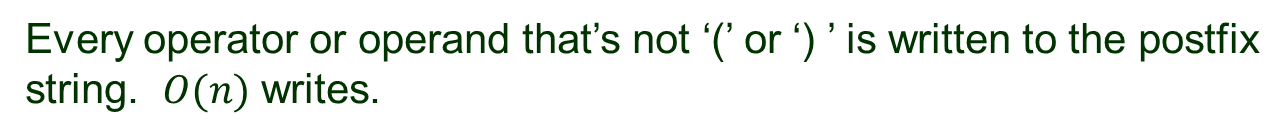 Every operator or operand that’s not ‘(’ or ‘) ’ is written to the postfix
string.  O(n) writes.